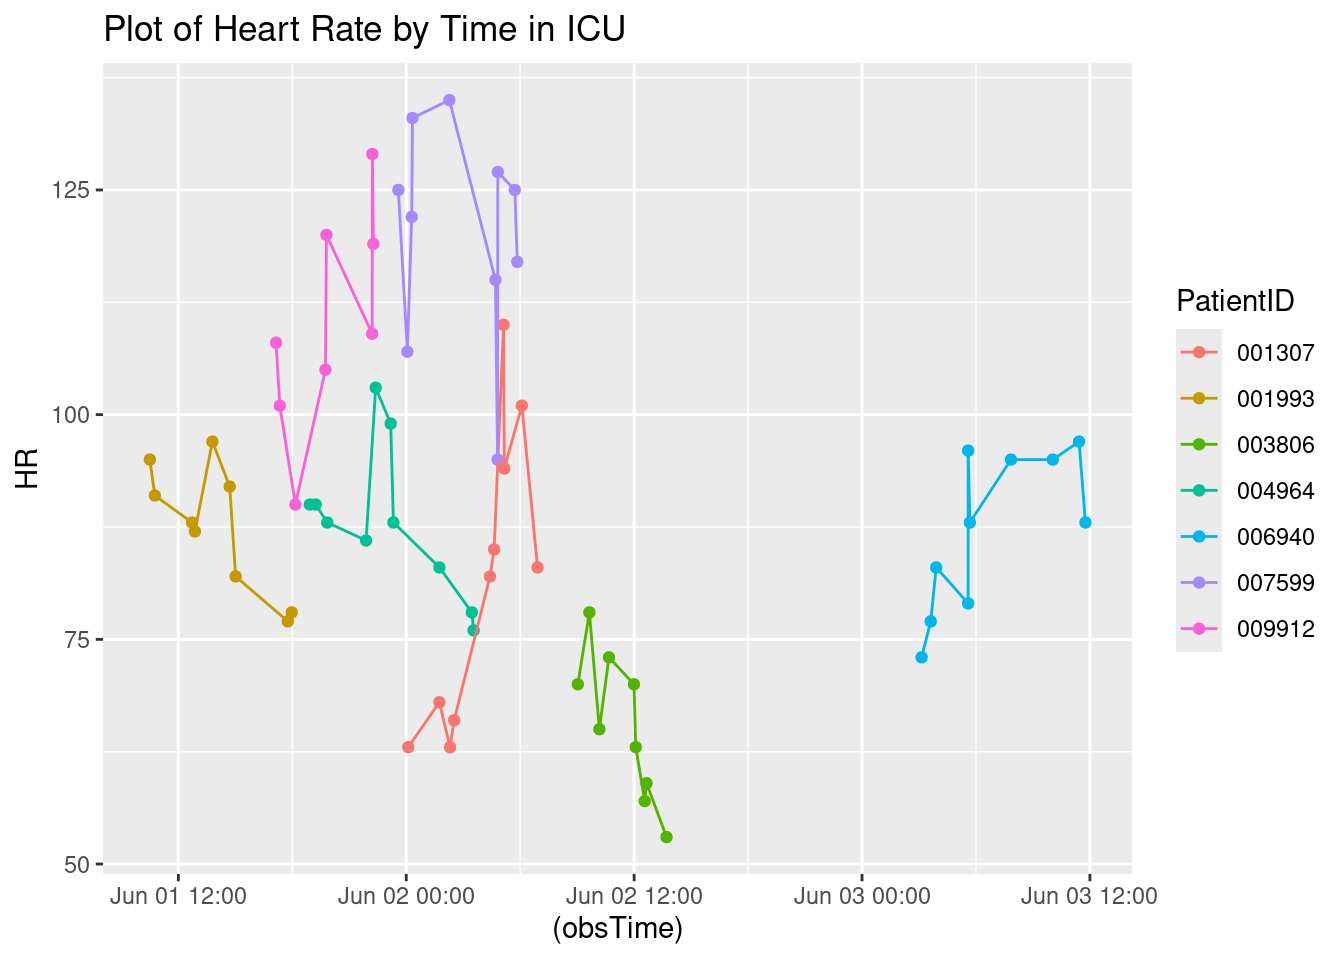 Plot of Heart Rate by Time in ICU
HR
125
100
75
50
Jun 01 12:00
Jun 02 00:00
Jun 02 12:00
Jun 03 00:00
Jun 03 12:00
(obsTime)
PatientID
001307
001993
003806
004964
006940
007599
009912